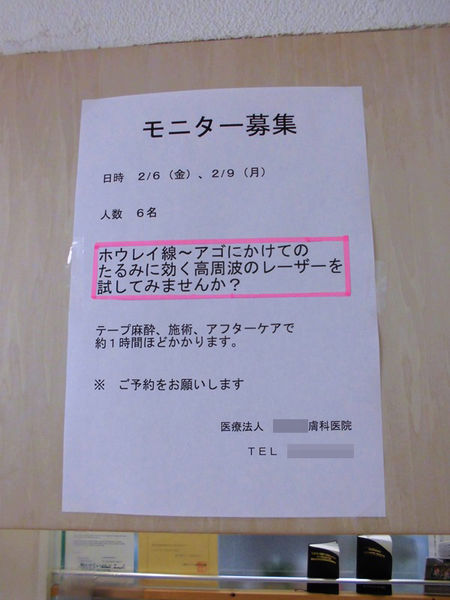 モニター募集
日時　２/６（金）、２/９（月）
人数　６名
ホウレイ線～アゴにかけての
たるみに効く高周波のレーザーを
試してみませんか？
テープ麻酔、施術、アフターケアで
約１時間ほどかかります。
※　ご予約をお願いします
医療法人　膚科医院
ＴＥＬ